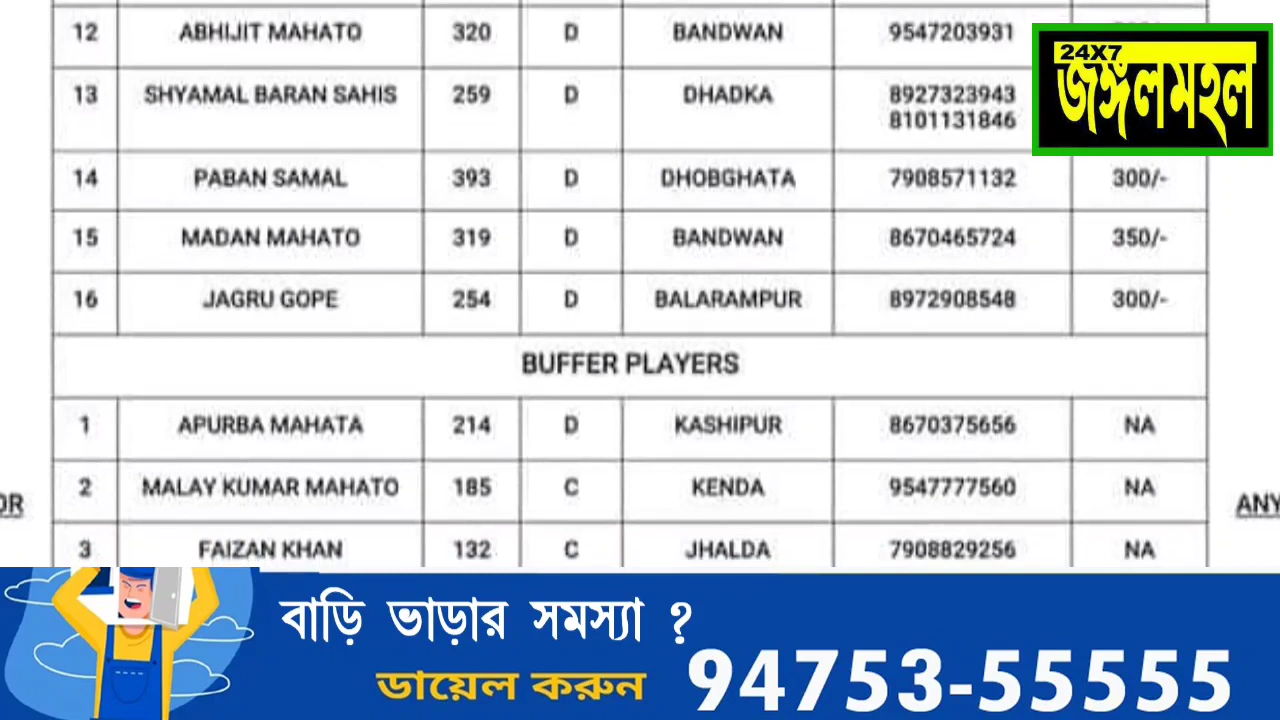 12 ABHIJIT MAHATO 320 D BANDWAN 9547203931
24X7
জঙ্গলমহল
13 SHYAMAL BARAN SAHIS 259 D DHADKA 8927323943
8101131846
14 PABAN SAMAL 393 D DHOBGHATA 7908571132 300/-
15 MADAN MAHATO 319 D BANDWAN 8670465724 350/-
16 JAGRU GOPE 254 D BALARAMPUR 8972908548 300/-
BUFFER PLAYERS
1 APURBA MAHATA 214 D KASHIPUR 8670375656 NA
2 MALAY KUMAR MAHATO 185 C KENDA 9547777560 NA
OR
ANY
3 FAIZAN KHAN 132 C JHALDA 7908829256 NA
বাড়ি ভাড়ার সমস্যা ?
ডায়েল করুন 94753-55555